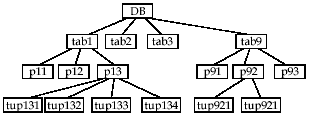 DB
tab1 tab2 tab3 tab9
p11 p12 p13 p91 p92 p93
tup131 tup132 tup133 tup134 tup921 tup921